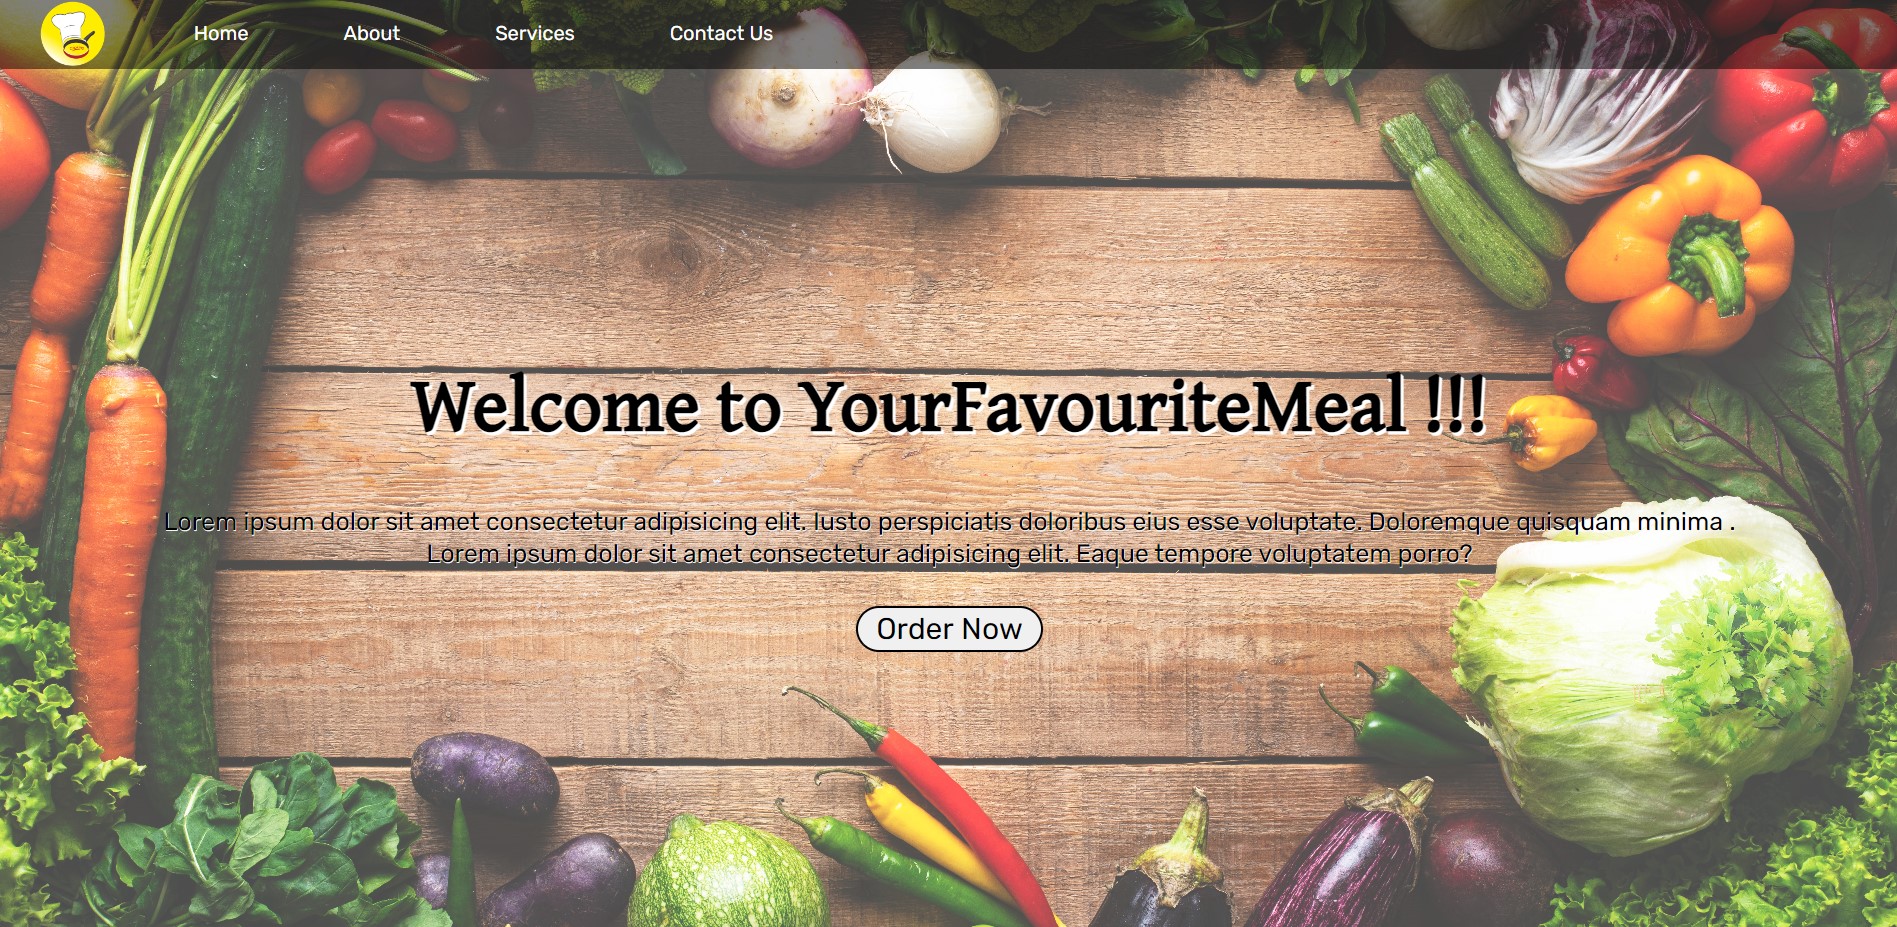 Home About Services Contact Us
Welcome to YourFavouriteMeal !!!
Lorem ipsum dolor sit amet consectetur adipisicing elit. Iusto perspiciatis doloribus eius esse voluptate. Doloremque quisquam minima .
Lorem ipsum dolor sit amet consectetur adipisicing elit. Eaque tempore voluptatem porro?
Order Now